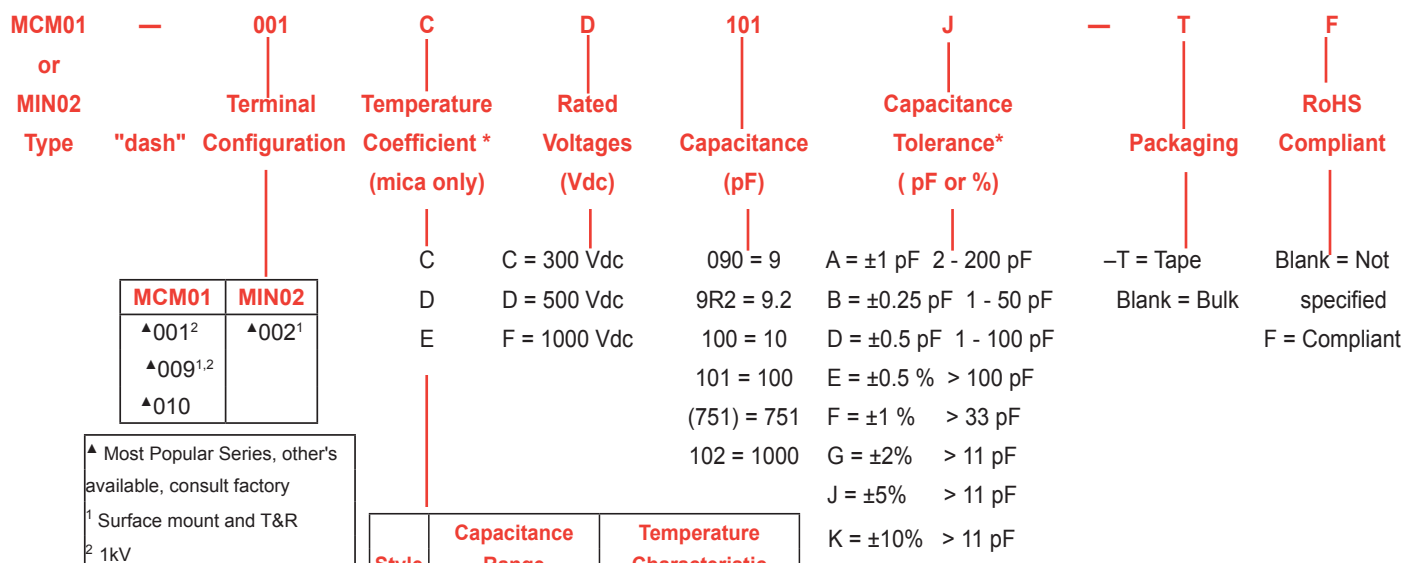 MCM01 — 001 C D 101 J — T F
or
MIN02 Terminal Temperature Rated Capacitance RoHS
Type "dash" Configuration Coefficient * Voltages Capacitance Tolerance* Packaging Compliant
(mica only) (Vdc) (pF) ( pF or %)
C C = 300 Vdc 090 = 9 A = ±1 pF 2 - 200 pF –T = Tape Blank = Not
MCM01 MIN02 D D = 500 Vdc 9R2 = 9.2 B = ±0.25 pF 1 - 50 pF Blank = Bulk specified
▲001² ▲002¹ E F = 1000 Vdc 100 = 10 D = ±0.5 pF 1 - 100 pF F = Compliant
▲009¹,² 101 = 100 E = ±0.5 % > 100 pF
▲010 (751) = 751 F = ±1 % > 33 pF
▲ Most Popular Series, other's 102 = 1000 G = ±2% > 11 pF
available, consult factory J = ±5% > 11 pF
¹ Surface mount and T&R Capacitance Temperature K = ±10% > 11 pF
² 1kV Style Range Characteristic